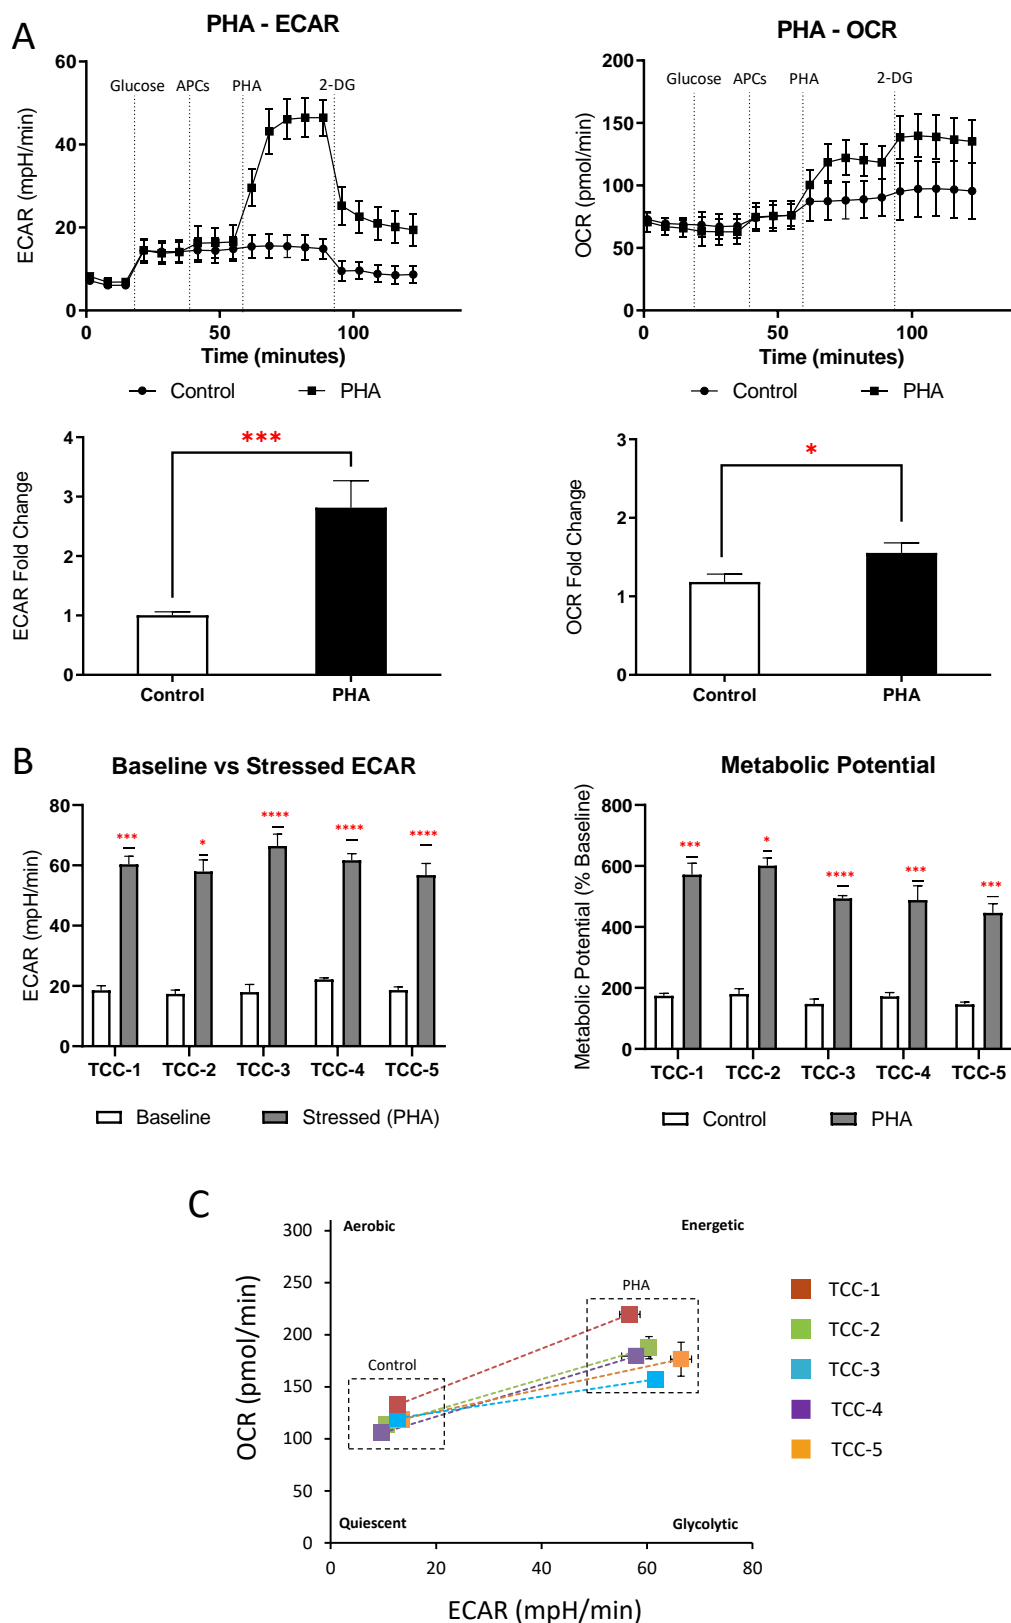 A
PHA - ECAR
ECAR (mpH/min)
60
40
20
0
Glucose
APCs
PHA
2-DG
0
50
100
Time (minutes)
Control
PHA
PHA - OCR
OCR (pmol/min)
200
150
100
50
0
Glucose
APCs
PHA
2-DG
0
50
100
Time (minutes)
Control
PHA
ECAR Fold Change
4
3
2
1
0
***
Control
PHA
OCR Fold Change
3
2
1
0
*
Control
PHA
B
Baseline vs Stressed ECAR
ECAR (mpH/min)
80
60
40
20
0
***
*
****
****
****
TCC-1
TCC-2
TCC-3
TCC-4
TCC-5
Baseline
Stressed (PHA)
Metabolic Potential
Metabolic Potential (% Baseline)
800
600
400
200
0
***
*
****
***
***
TCC-1
TCC-2
TCC-3
TCC-4
TCC-5
Control
PHA
C
OCR (pmol/min)
300
250
200
150
100
50
0
Aerobic
Energetic
PHA
Control
Quiescent
Glycolytic
0
20
40
60
80
ECAR (mpH/min)
TCC-1
TCC-2
TCC-3
TCC-4
TCC-5